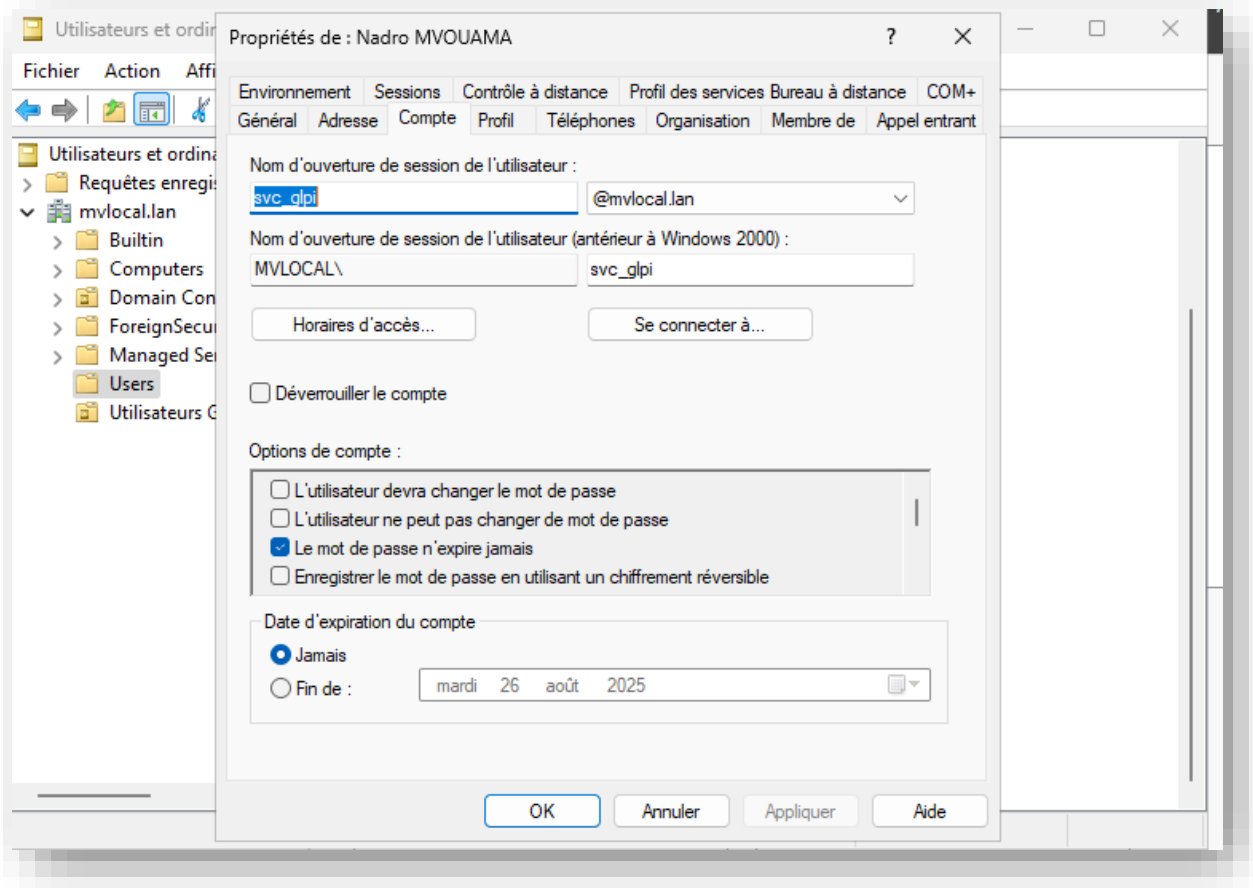 Utilisateurs et ordin
Propriétés de : Nadro MVOUAMA
?
Fichier Action Affi
Environnement Sessions Contrôle à distance Profil des services Bureau à distance COM+
Général Adresse Compte Profil Téléphones Organisation Membre de Appel entrant
Utilisateurs et ordina
Requêtes enregis
mvlocal.lan
Builtin
Computers
Domain Con
ForeignSecur
Managed Ser
Users
Utilisateurs G
Nom d'ouverture de session de l'utilisateur :
svc_glpi @mvlocal.lan
Nom d'ouverture de session de l'utilisateur (antérieur à Windows 2000) :
MVLOCAL\ svc_glpi
Horaires d'accès... Se connecter à...
Déverrouiller le compte
Options de compte :
L'utilisateur devra changer le mot de passe
L'utilisateur ne peut pas changer de mot de passe
Le mot de passe n'expire jamais
Enregistrer le mot de passe en utilisant un chiffrement réversible
Date d'expiration du compte
Jamais
Fin de : mardi 26 août 2025
OK Annuler Appliquer Aide